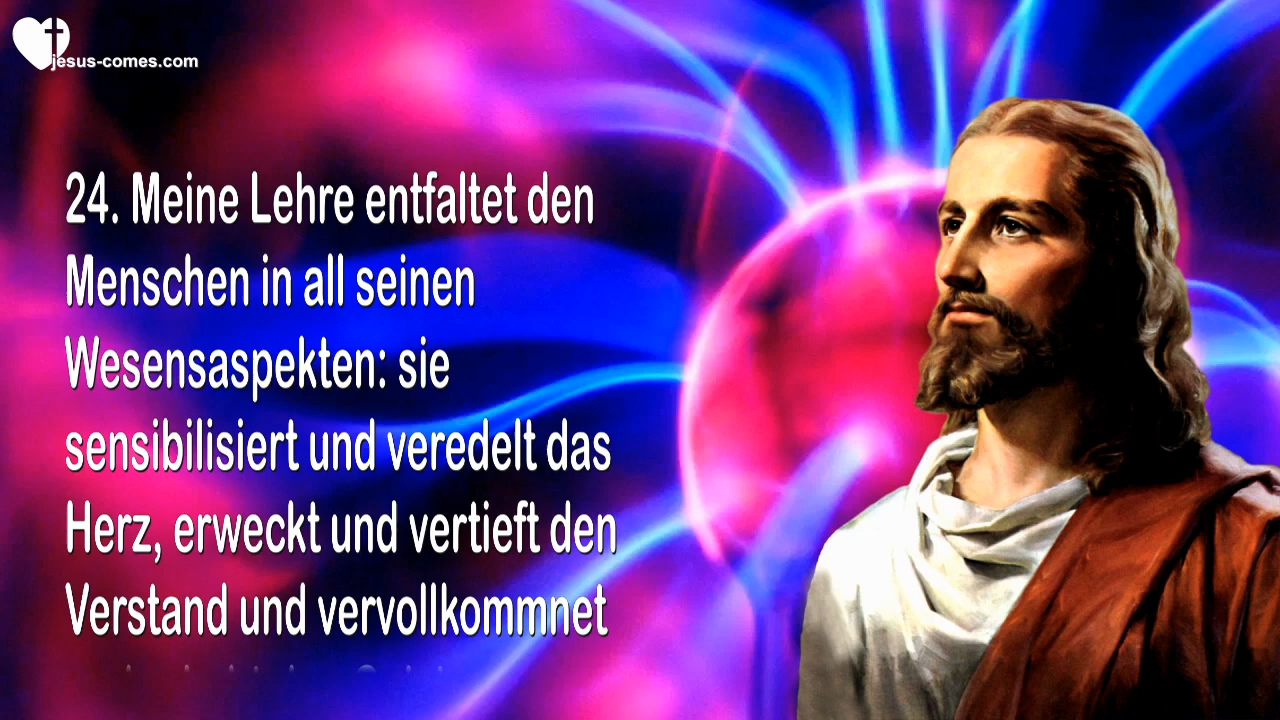 jesus-comes.com
24. Meine Lehre entfaltet den
Menschen in all seinen
Wesensaspekten: sie
sensibilisiert und veredelt das
Herz, erweckt und vertieft den
Verstand und vervollkommnet